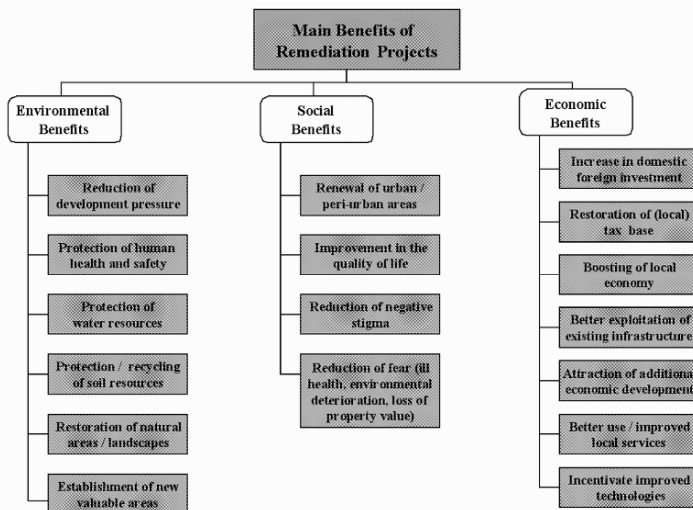 Main Benefits of
Remediation Projects
Environmental
Benefits
Reduction of
development pressure
Protection of human
health and safety
Protection of
water resources
Protection / recycling
of soil resources
Restoration of natural
areas / landscapes
Establishment of new
valuable areas
Social
Benefits
Renewal of urban /
peri-urban areas
Improvement in the
quality of life
Reduction of negative
stigma
Reduction of fear (ill
health, environmental
deterioration, loss of
property value)
Economic
Benefits
Increase in domestic
foreign investment
Restoration of (local)
tax base
Boosting of local
economy
Better exploitation of
existing infrastructure
Attraction of additional
economic development
Better use / improved
local services
Incentivate improved
technologies